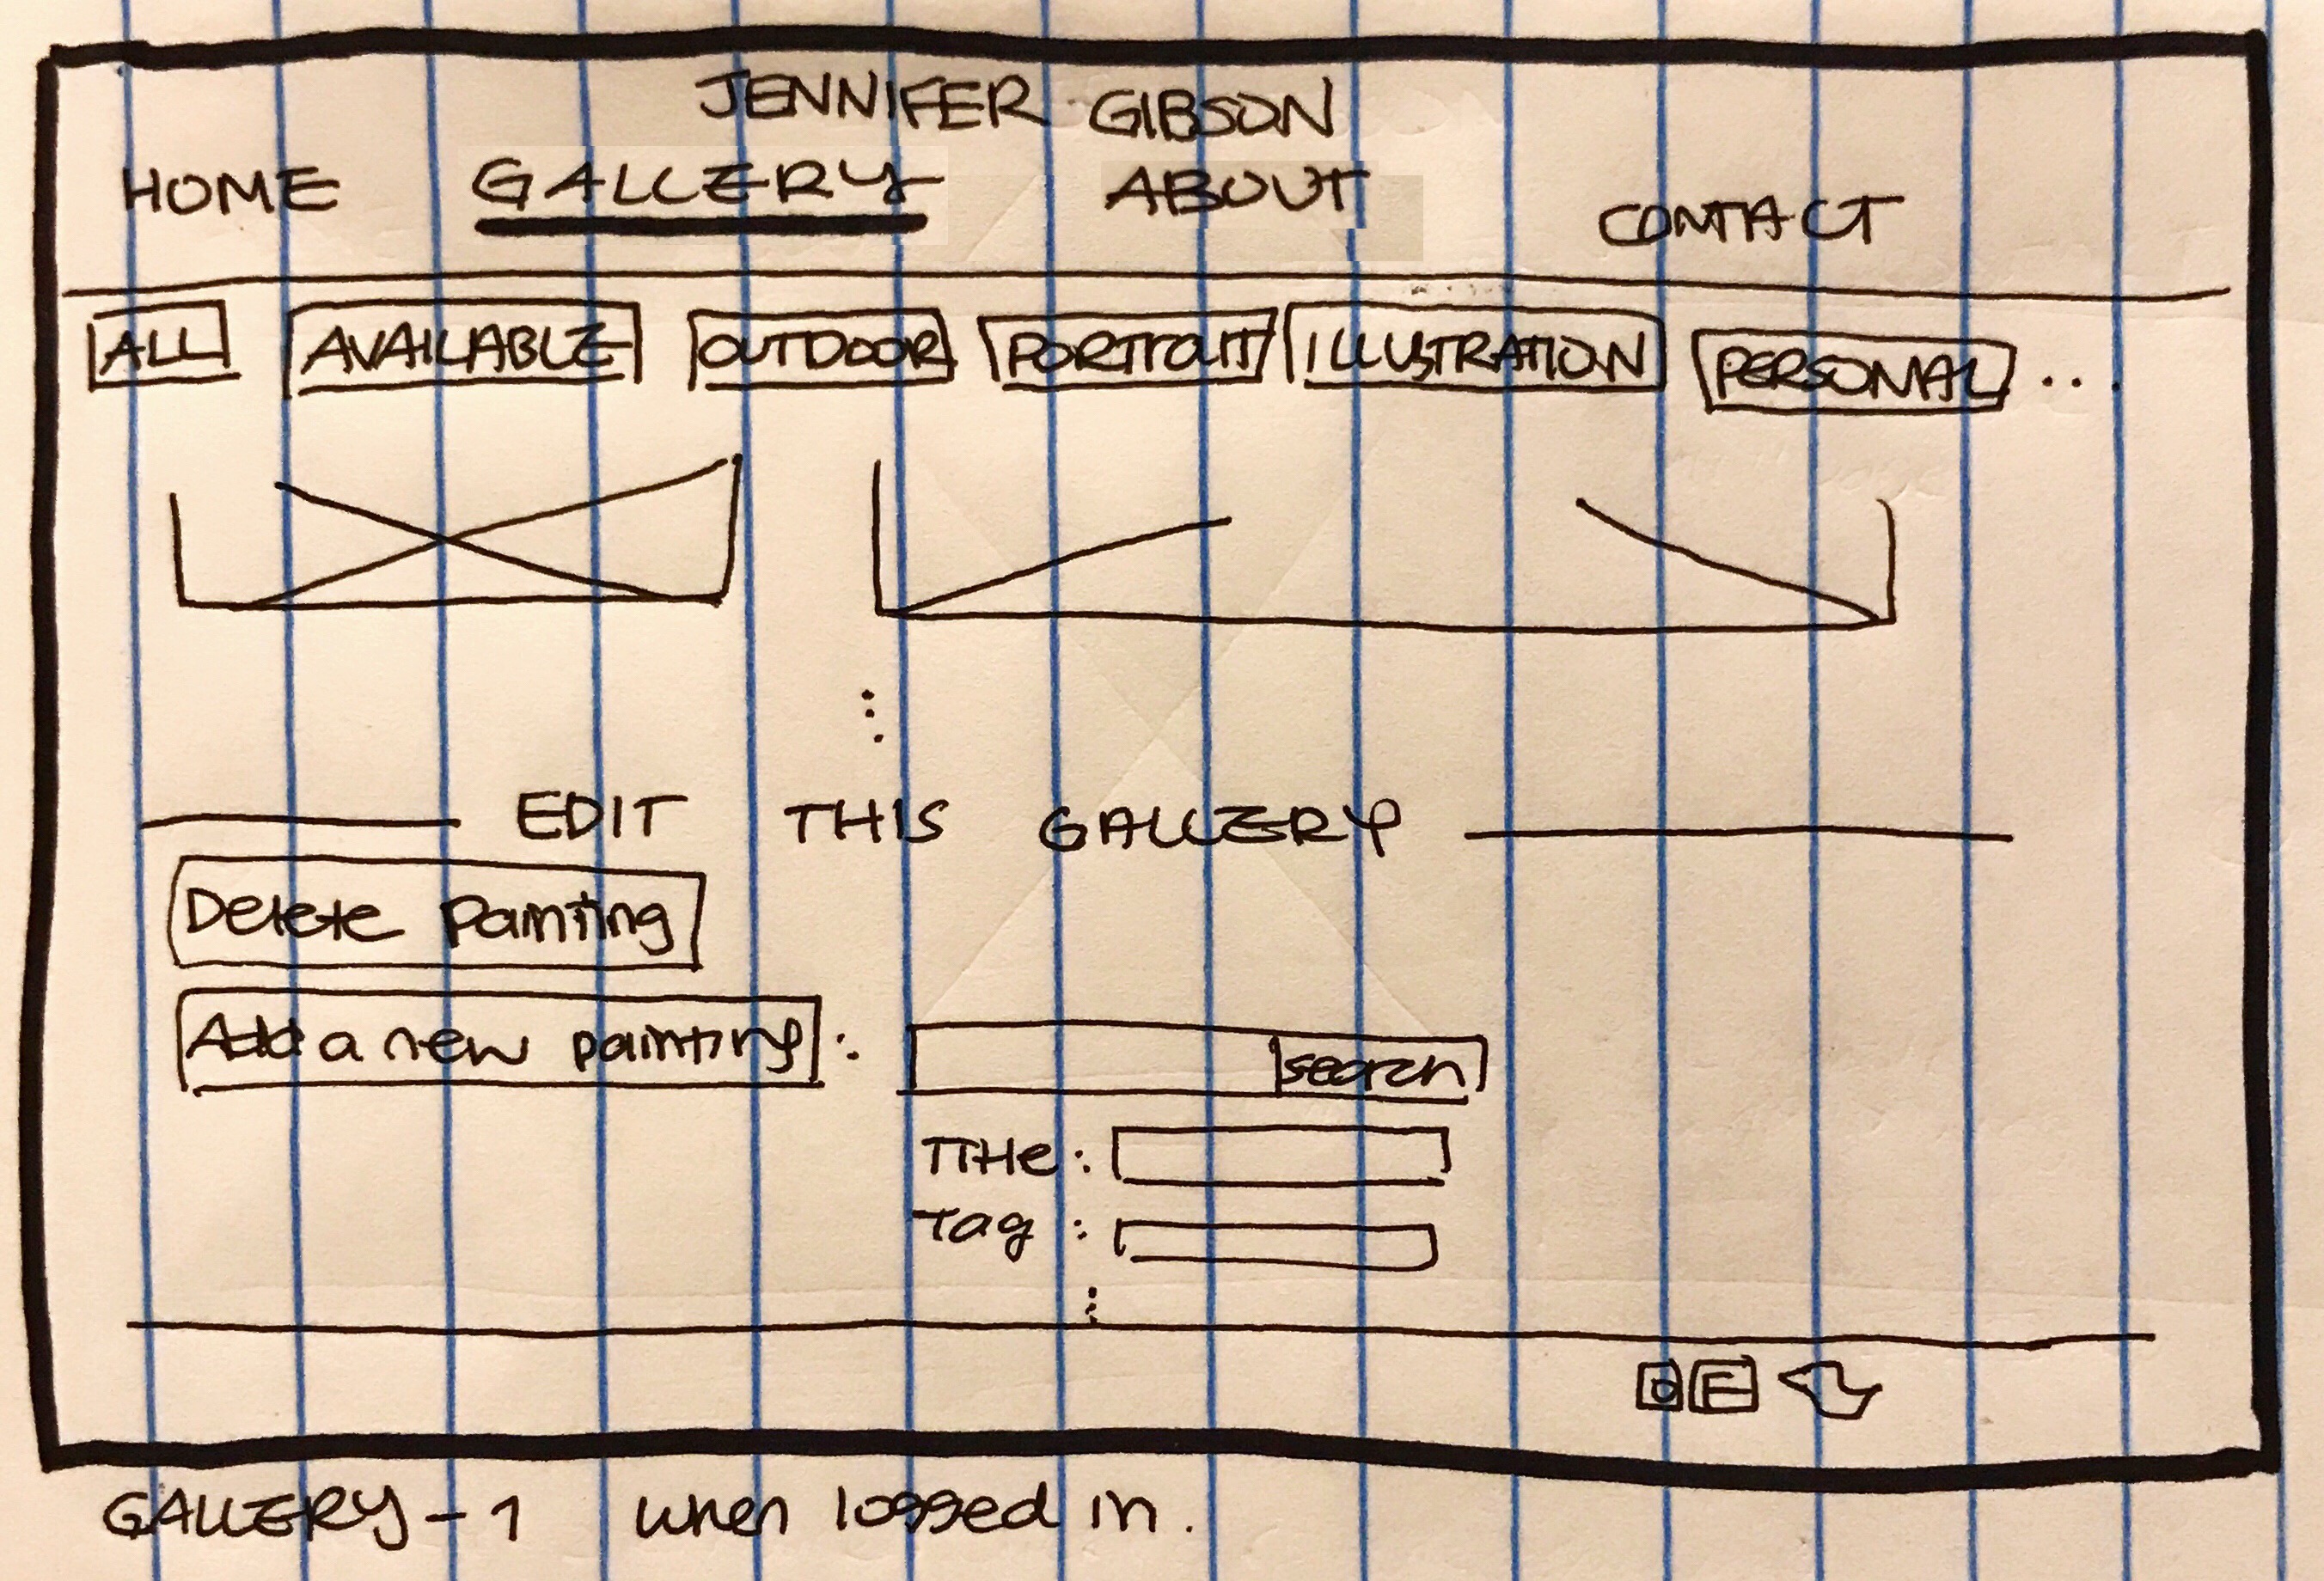 JENNIFER GIBSON
HOME GALLERY ABOUT CONTACT
ALL AVAILABLE OUTDOOR PORTRAIT ILLUSTRATION PERSONAL ...
EDIT THIS GALLERY
Delete Painting
Add a new painting: search
Title:
Tag:
GALLERY-1 when logged in.